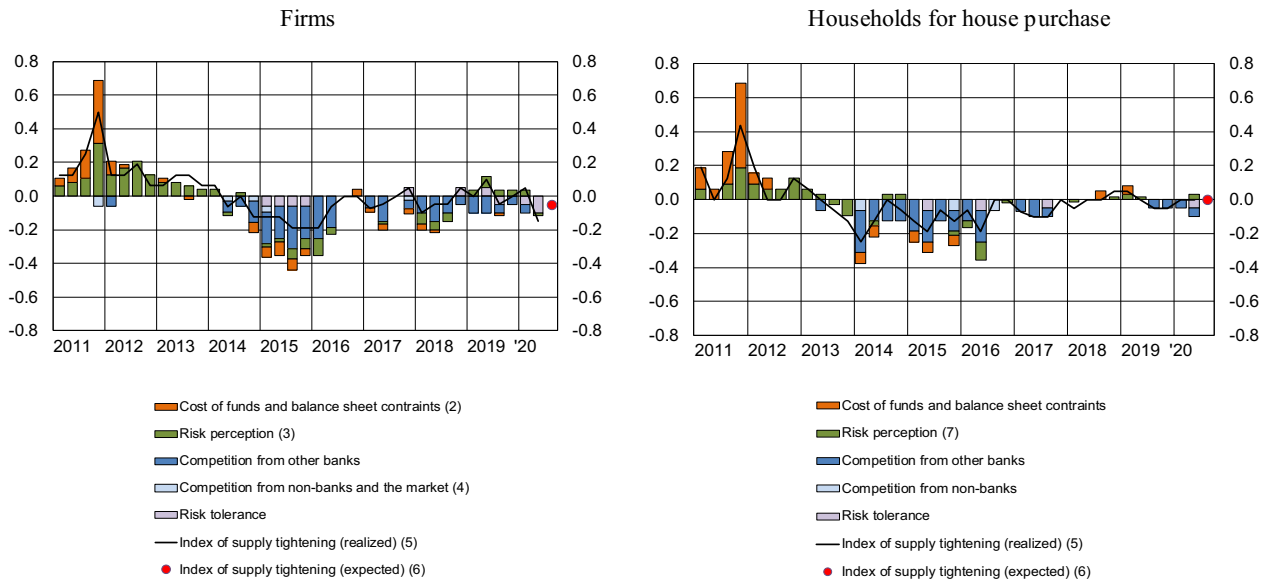 Firms
0.8 0.8
0.6 0.6
0.4 0.4
0.2 0.2
0.0 0.0
-0.2 -0.2
-0.4 -0.4
-0.6 -0.6
-0.8 -0.8
2011 2012 2013 2014 2015 2016 2017 2018 2019 '20
Cost of funds and balance sheet contraints (2)
Risk perception (3)
Competition from other banks
Competition from non-banks and the market (4)
Risk tolerance
Index of supply tightening (realized) (5)
Index of supply tightening (expected) (6)
Households for house purchase
0.8 0.8
0.6 0.6
0.4 0.4
0.2 0.2
0.0 0.0
-0.2 -0.2
-0.4 -0.4
-0.6 -0.6
-0.8 -0.8
2011 2012 2013 2014 2015 2016 2017 2018 2019 '20
Cost of funds and balance sheet contraints
Risk perception (7)
Competition from other banks
Competition from non-banks
Risk tolerance
Index of supply tightening (realized) (5)
Index of supply tightening (expected) (6)